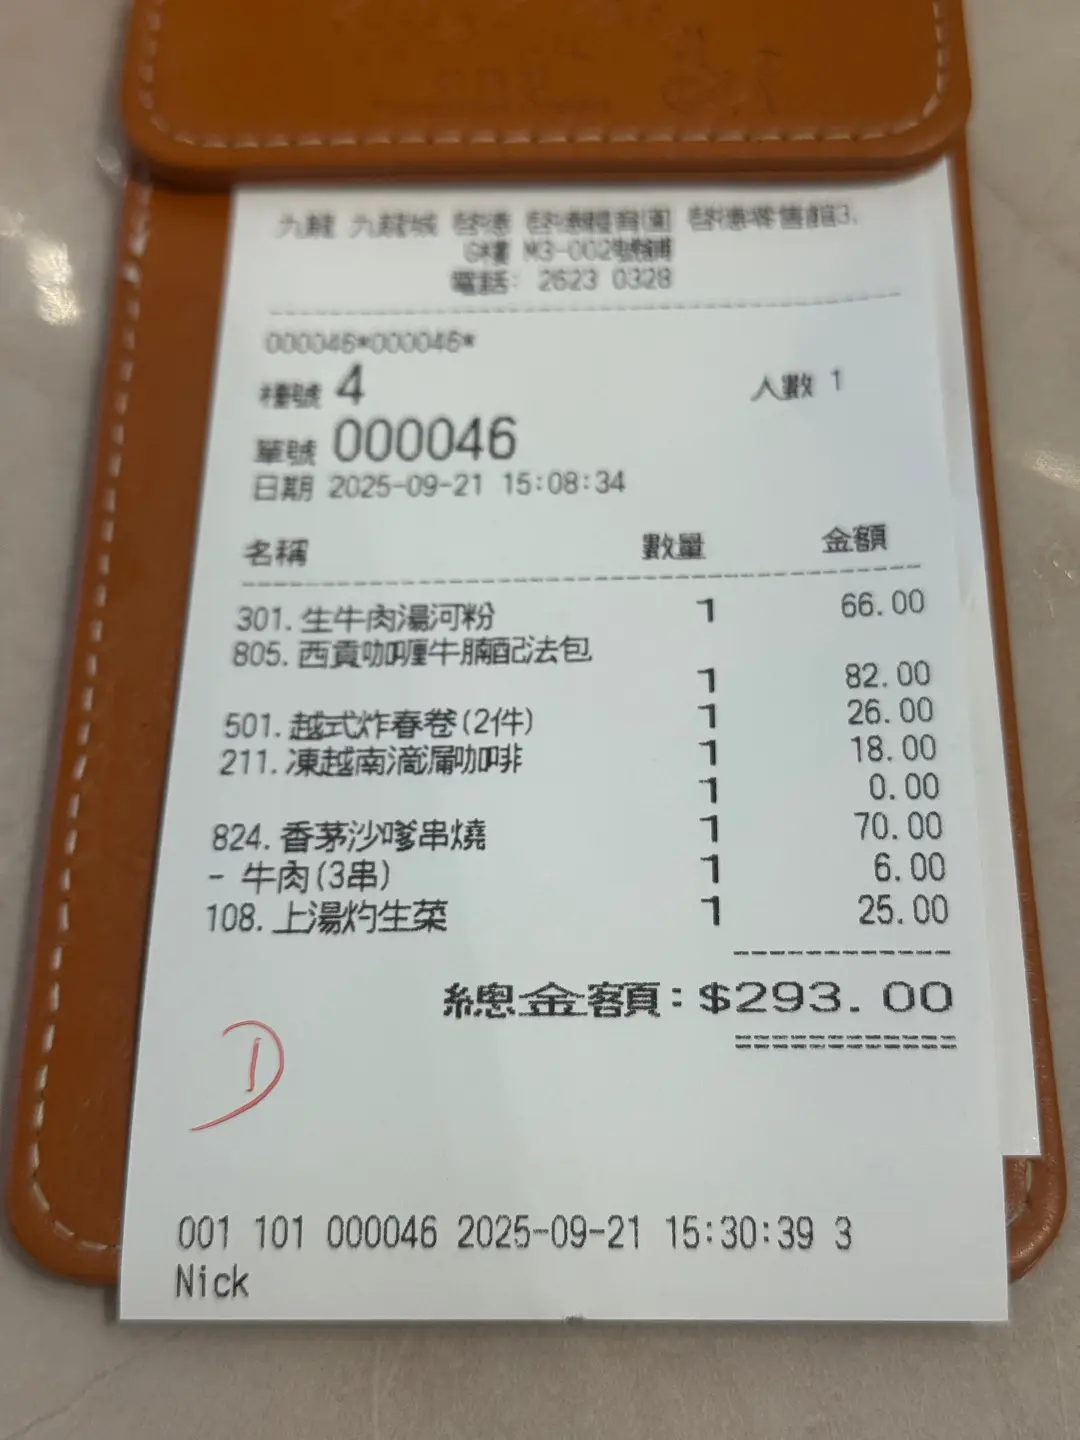 九龍 九龍城 啓德 啓德體育園 啓德零售館3.
G樓 M3-002號舖
電話: 2623 0328
000046*000046*
檯號 4 人數 1
單號 000046
日期 2025-09-21 15:08:34
名稱 數量 金額
301. 生牛肉湯河粉 1 66.00
805. 西貢咖喱牛腩配法包
1 82.00
501. 越式炸春卷(2件) 1 26.00
211. 凍越南滴漏咖啡 1 18.00
1 0.00
824. 香茅沙嗲串燒 1 70.00
- 牛肉(3串) 1 6.00
108. 上湯灼生菜 1 25.00
總金額: $293.00
001 101 000046 2025-09-21 15:30:39 3
Nick